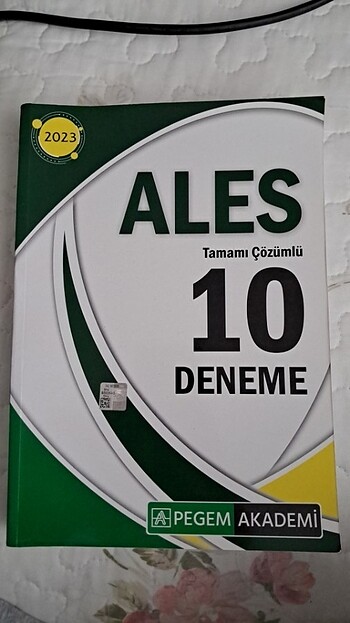 2023
ALES
Tamamı Çözümlü
10
DENEME
PEGEM AKADEMİ